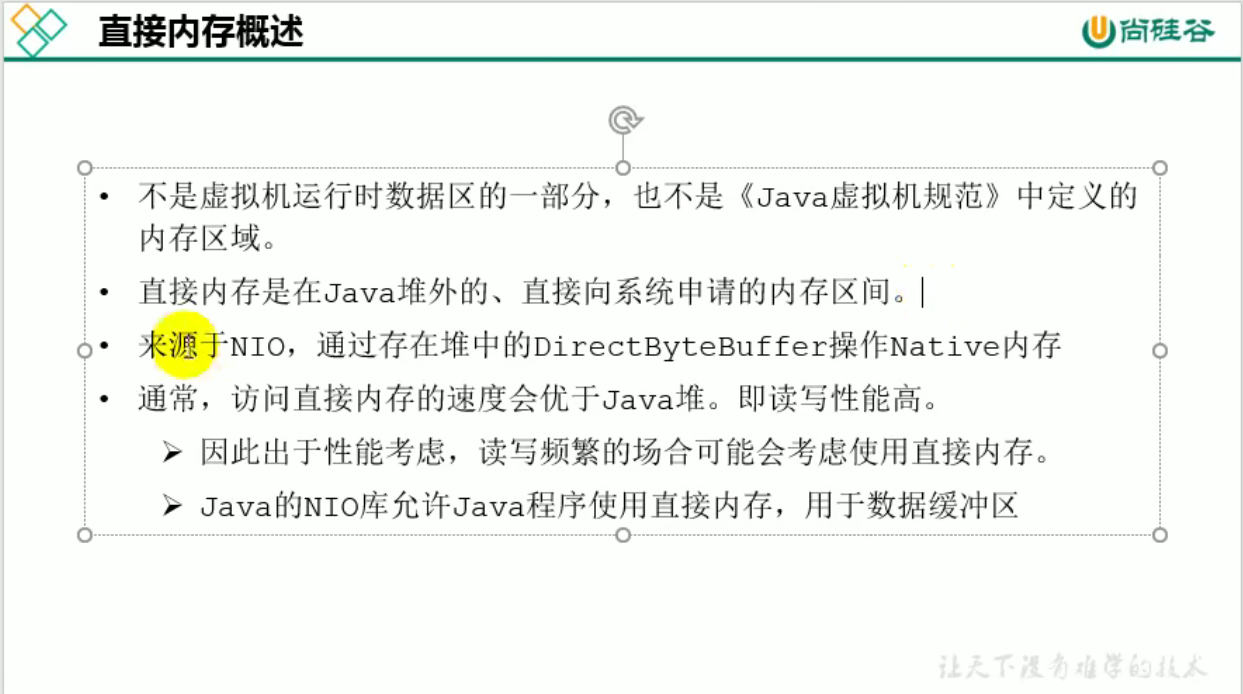 直接内存概述
尚硅谷
• 不是虚拟机运行时数据区的一部分，也不是《Java虚拟机规范》中定义的
内存区域。
• 直接内存是在Java堆外的、直接向系统申请的内存区间。
• 来源于NIO，通过存在堆中的DirectByteBuffer操作Native内存
• 通常，访问直接内存的速度会优于Java堆。即读写性能高。
➢ 因此出于性能考虑，读写频繁的场合可能会考虑使用直接内存。
➢ Java的NIO库允许Java程序使用直接内存，用于数据缓冲区
让天下没有难学的技术